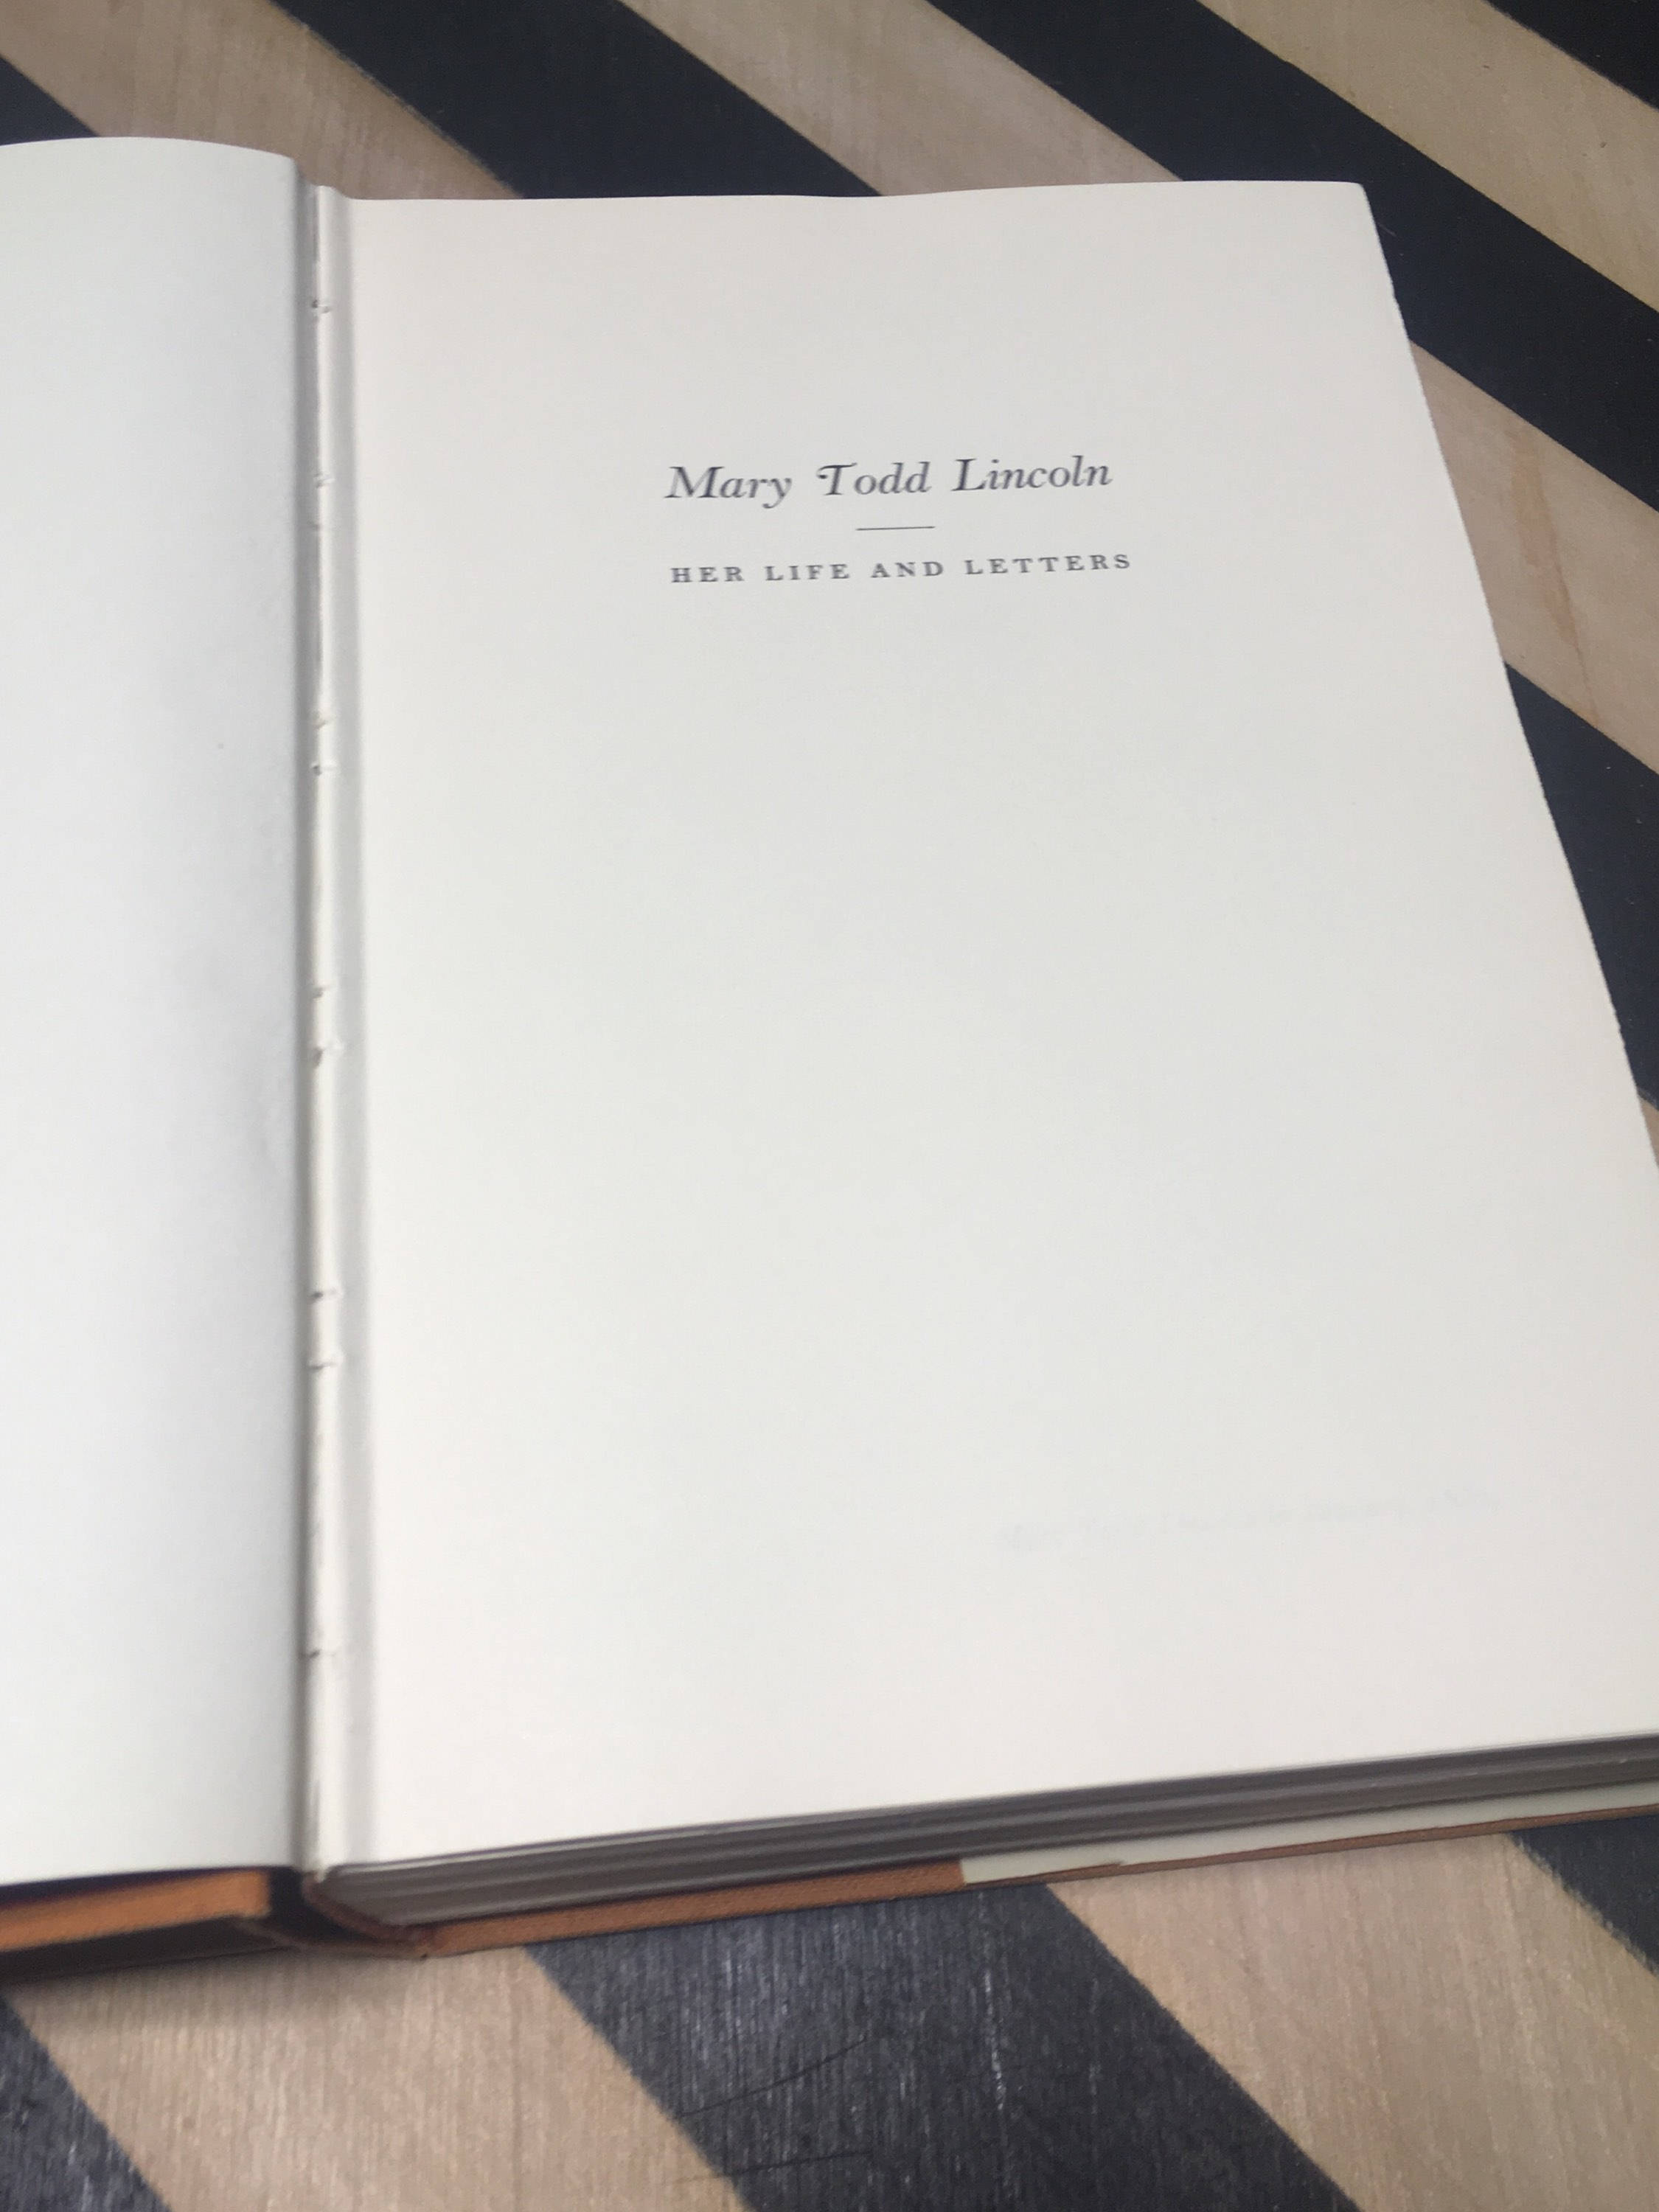 Mary Todd Lincoln
HER LIFE AND LETTERS